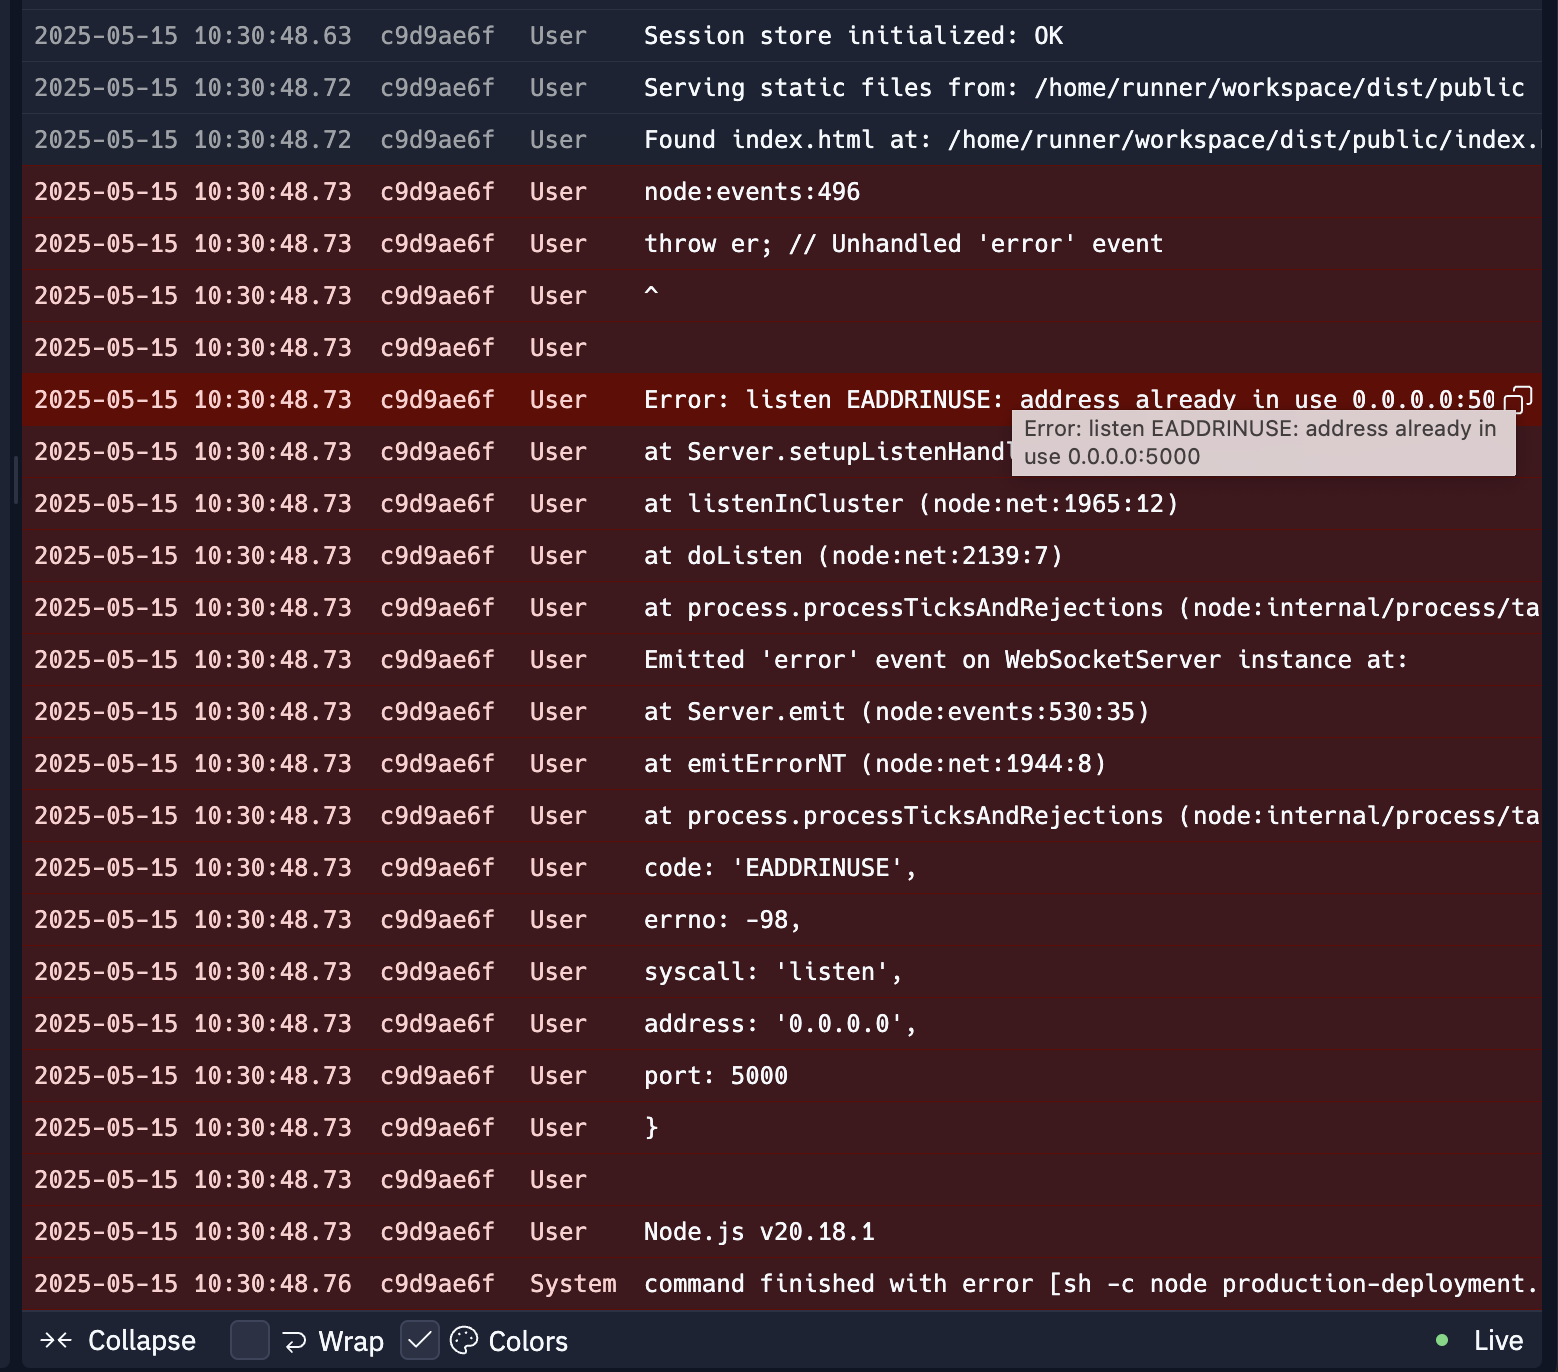 2025-05-15 10:30:48.63 c9d9ae6f User Session store initialized: OK
2025-05-15 10:30:48.72 c9d9ae6f User Serving static files from: /home/runner/workspace/dist/public
2025-05-15 10:30:48.72 c9d9ae6f User Found index.html at: /home/runner/workspace/dist/public/index.
2025-05-15 10:30:48.73 c9d9ae6f User node:events:496
2025-05-15 10:30:48.73 c9d9ae6f User throw er; // Unhandled 'error' event
2025-05-15 10:30:48.73 c9d9ae6f User ^
2025-05-15 10:30:48.73 c9d9ae6f User
2025-05-15 10:30:48.73 c9d9ae6f User Error: listen EADDRINUSE: address already in use 0.0.0.0:50
Error: listen EADDRINUSE: address already in
use 0.0.0.0:5000
2025-05-15 10:30:48.73 c9d9ae6f User at Server.setupListenHandl
2025-05-15 10:30:48.73 c9d9ae6f User at listenInCluster (node:net:1965:12)
2025-05-15 10:30:48.73 c9d9ae6f User at doListen (node:net:2139:7)
2025-05-15 10:30:48.73 c9d9ae6f User at process.processTicksAndRejections (node:internal/process/ta
2025-05-15 10:30:48.73 c9d9ae6f User Emitted 'error' event on WebSocketServer instance at:
2025-05-15 10:30:48.73 c9d9ae6f User at Server.emit (node:events:530:35)
2025-05-15 10:30:48.73 c9d9ae6f User at emitErrorNT (node:net:1944:8)
2025-05-15 10:30:48.73 c9d9ae6f User at process.processTicksAndRejections (node:internal/process/ta
2025-05-15 10:30:48.73 c9d9ae6f User code: 'EADDRINUSE',
2025-05-15 10:30:48.73 c9d9ae6f User errno: -98,
2025-05-15 10:30:48.73 c9d9ae6f User syscall: 'listen',
2025-05-15 10:30:48.73 c9d9ae6f User address: '0.0.0.0',
2025-05-15 10:30:48.73 c9d9ae6f User port: 5000
2025-05-15 10:30:48.73 c9d9ae6f User }
2025-05-15 10:30:48.73 c9d9ae6f User
2025-05-15 10:30:48.73 c9d9ae6f User Node.js v20.18.1
2025-05-15 10:30:48.76 c9d9ae6f System command finished with error [sh -c node production-deployment.
Collapse Wrap Colors Live